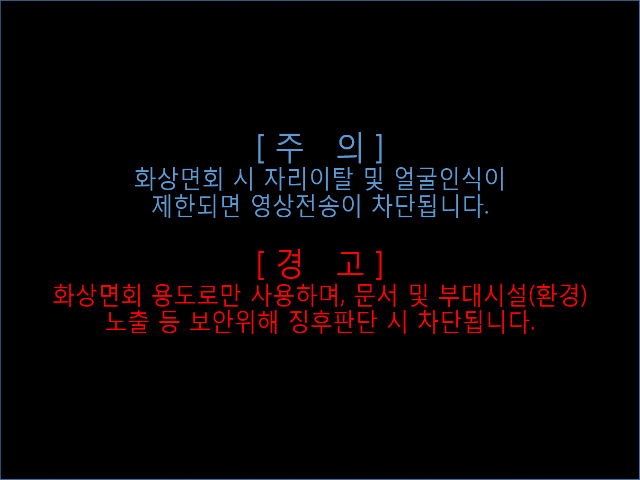 [ 주 의 ]
화상면회 시 자리이탈 및 얼굴인식이
제한되면 영상전송이 차단됩니다.
[ 경 고 ]
화상면회 용도로만 사용하며, 문서 및 부대시설(환경)
노출 등 보안위해 징후판단 시 차단됩니다.